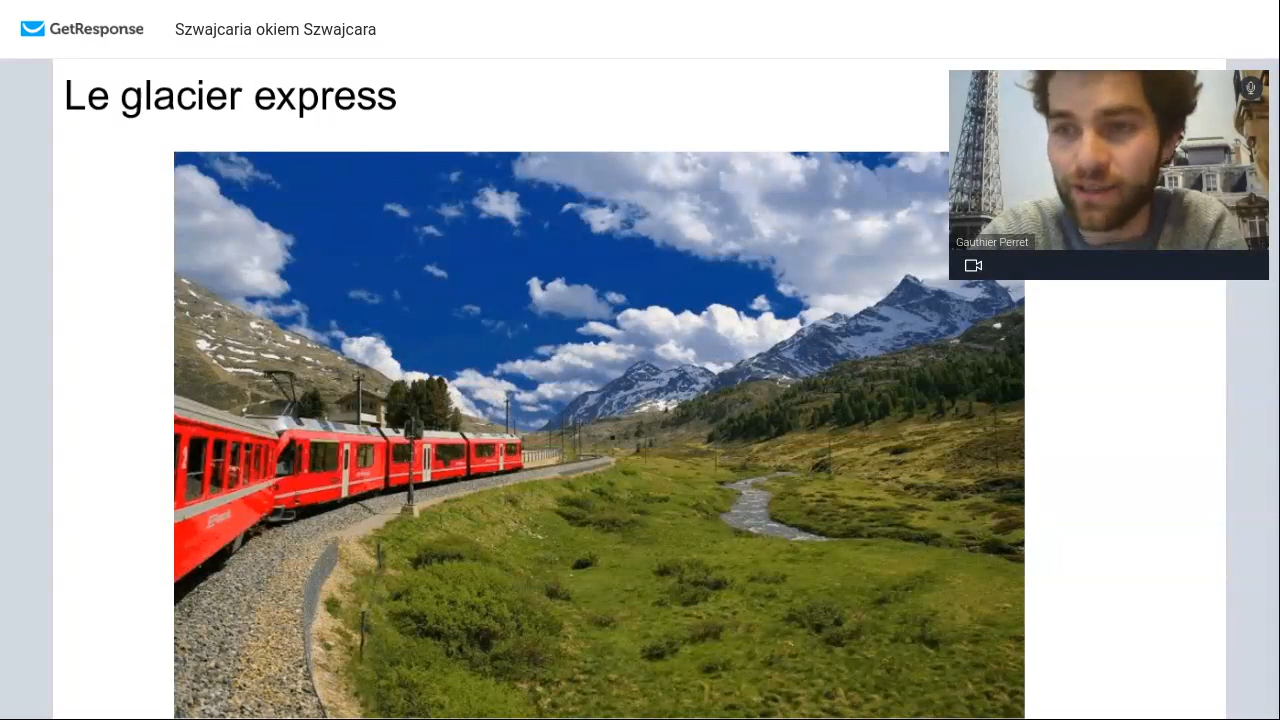 GetResponse
Szwajcaria okiem Szwajcara
Le glacier express
Gauthier Perret